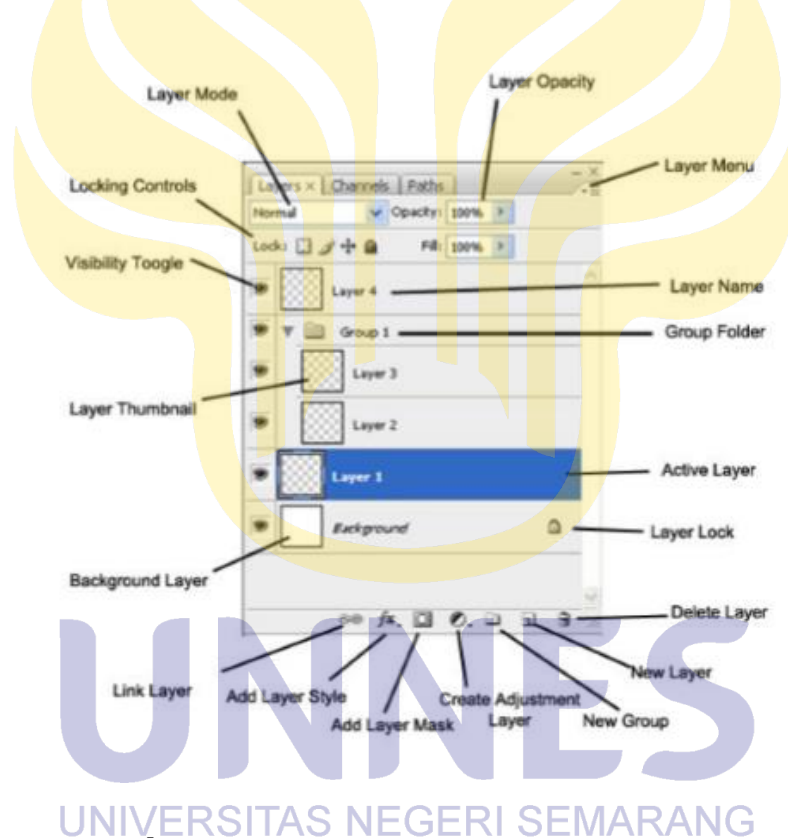 Layer Mode
Layer Opacity
Layer Menu
Locking Controls
Layers × Channels Paths
Normal Opacity: 100%
Lock: Fill: 100%
Visibility Toogle
Layer 4
Layer Name
Group 1
Group Folder
Layer 3
Layer Thumbnail
Layer 2
Layer 1
Active Layer
Background
Layer Lock
Background Layer
Delete Layer
fx
New Layer
Link Layer
Add Layer Style
Create Adjustment
Layer
Add Layer Mask
New Group
UNNES
UNIVERSITAS NEGERI SEMARANG